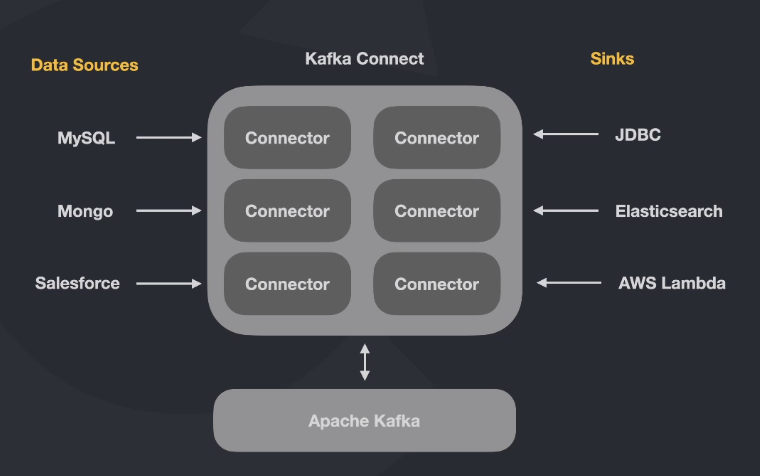 Kafka Connect
Data Sources
Sinks
MySQL
Connector
Connector
JDBC
Mongo
Connector
Connector
Elasticsearch
Salesforce
Connector
Connector
AWS Lambda
Apache Kafka